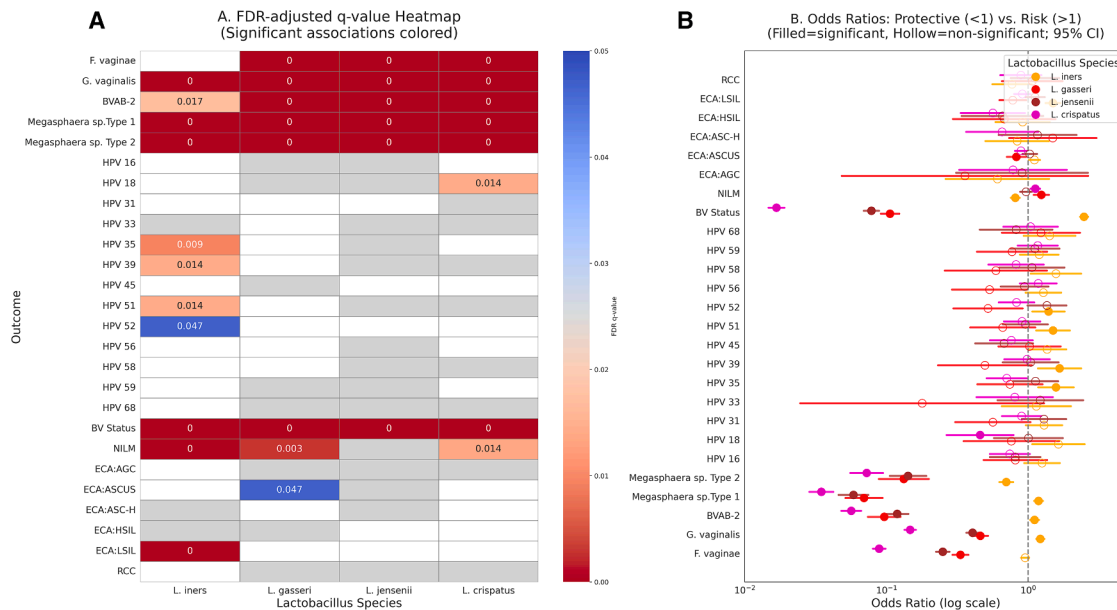 A
A. FDR-adjusted q-value Heatmap
(Significant associations colored)
Outcome
F. vaginae 0 0 0
G. vaginalis 0 0 0 0
BVAB-2 0.017 0 0 0
Megasphaera sp.Type 1 0 0 0 0
Megasphaera sp. Type 2 0 0 0 0
HPV 16
HPV 18 0.014
HPV 31
HPV 33
HPV 35 0.009
HPV 39 0.014
HPV 45
HPV 51 0.014
HPV 52 0.047
HPV 56
HPV 58
HPV 59
HPV 68
BV Status 0 0 0 0
NILM 0 0.003 0.014
ECA:AGC
ECA:ASCUS 0.047
ECA:ASC-H
ECA:HSIL
ECA:LSIL 0
RCC
L. iners L. gasseri L. jensenii L. crispatus
Lactobacillus Species
0.05
0.04
0.03
0.02
0.01
0.00
FDR q-value
B
B. Odds Ratios: Protective (<1) vs. Risk (>1)
(Filled=significant, Hollow=non-significant; 95% CI)
Lactobacillus Species
L. iners
L. gasseri
L. jensenii
L. crispatus
RCC
ECA:LSIL
ECA:HSIL
ECA:ASC-H
ECA:ASCUS
ECA:AGC
NILM
BV Status
HPV 68
HPV 59
HPV 58
HPV 56
HPV 52
HPV 51
HPV 45
HPV 39
HPV 35
HPV 33
HPV 31
HPV 18
HPV 16
Megasphaera sp. Type 2
Megasphaera sp.Type 1
BVAB-2
G. vaginalis
F. vaginae
10⁻² 10⁻¹ 10⁰
Odds Ratio (log scale)